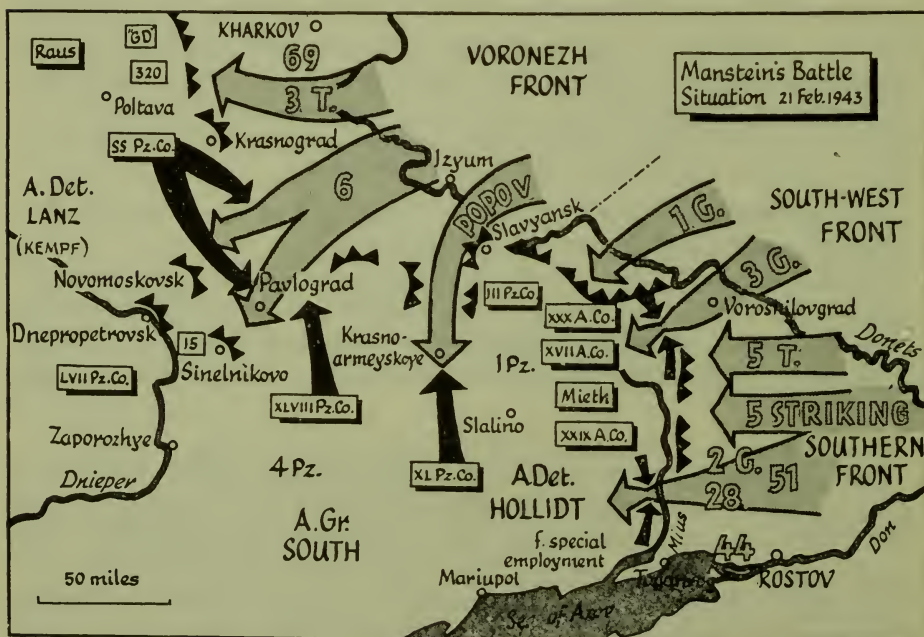 "GD"
KHARKOV
Raus
69
VORONEZH
FRONT
Manstein's Battle
Situation 21 Feb. 1943
320
3. T.
Poltava
Krasnograd
SS Pz.Co.
Jzyum
6
POPOV
A. Det.
LANZ
(KEMPF)
Slavyansk
1 G.
SOUTH-WEST
FRONT
3 G.
Novomoskovsk
Pavlograd
III Pz.Co.
XXX A.Co.
Voroshilovgrad
Dnepropetrovsk
15
Krasno-
armeyskoye
1 Pz.
XVII A.Co.
5 T.
Donets
LVII Pz.Co.
Sinelnikovo
XLVIII Pz.Co.
Mieth
5 STRIKING
Slalino
XXIX A.Co.
SOUTHERN
FRONT
Zaporozhye
4 Pz.
XL Pz.Co.
A.Det.
HOLLIDT
2 G.
28
51
Dnieper
A.Gr.
SOUTH
f. special
employment
Mius
44
Don
50 miles
Mariupol
Taganrog
ROSTOV
Sea of Azov